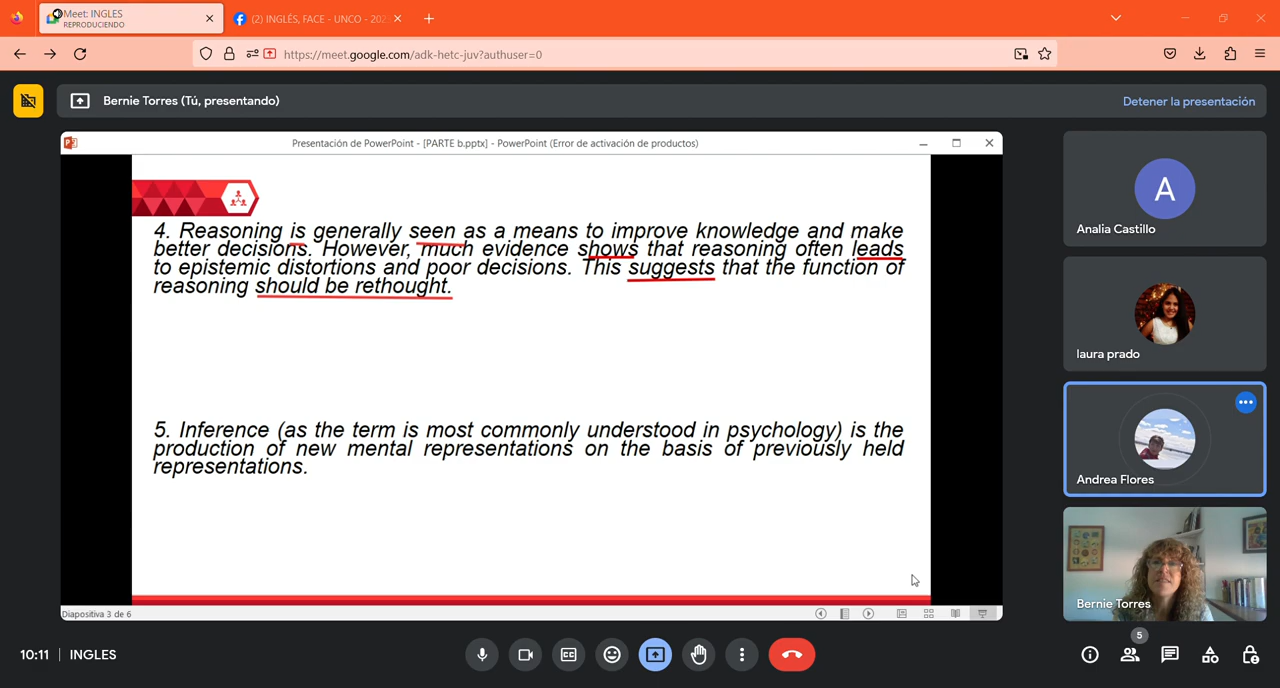 Meet: INGLES
REPRODUCIENDO
(2) INGLÉS, FACE - UNCO - 202
https://meet.google.com/adk-hetc-juv?authuser=0
Bernie Torres (Tú, presentando)
Detener la presentación
Presentación de PowerPoint - [PARTE b.pptx] - PowerPoint (Error de activación de productos)
4. Reasoning is generally seen as a means to improve knowledge and make
better decisions. However, much evidence shows that reasoning often leads
to epistemic distortions and poor decisions. This suggests that the function of
reasoning should be rethought.
5. Inference (as the term is most commonly understood in psychology) is the
production of new mental representations on the basis of previously held
representations.
Diapositiva 3 de 6
A
Analia Castillo
laura prado
Andrea Flores
Bernie Torres
10:11 | INGLES
5